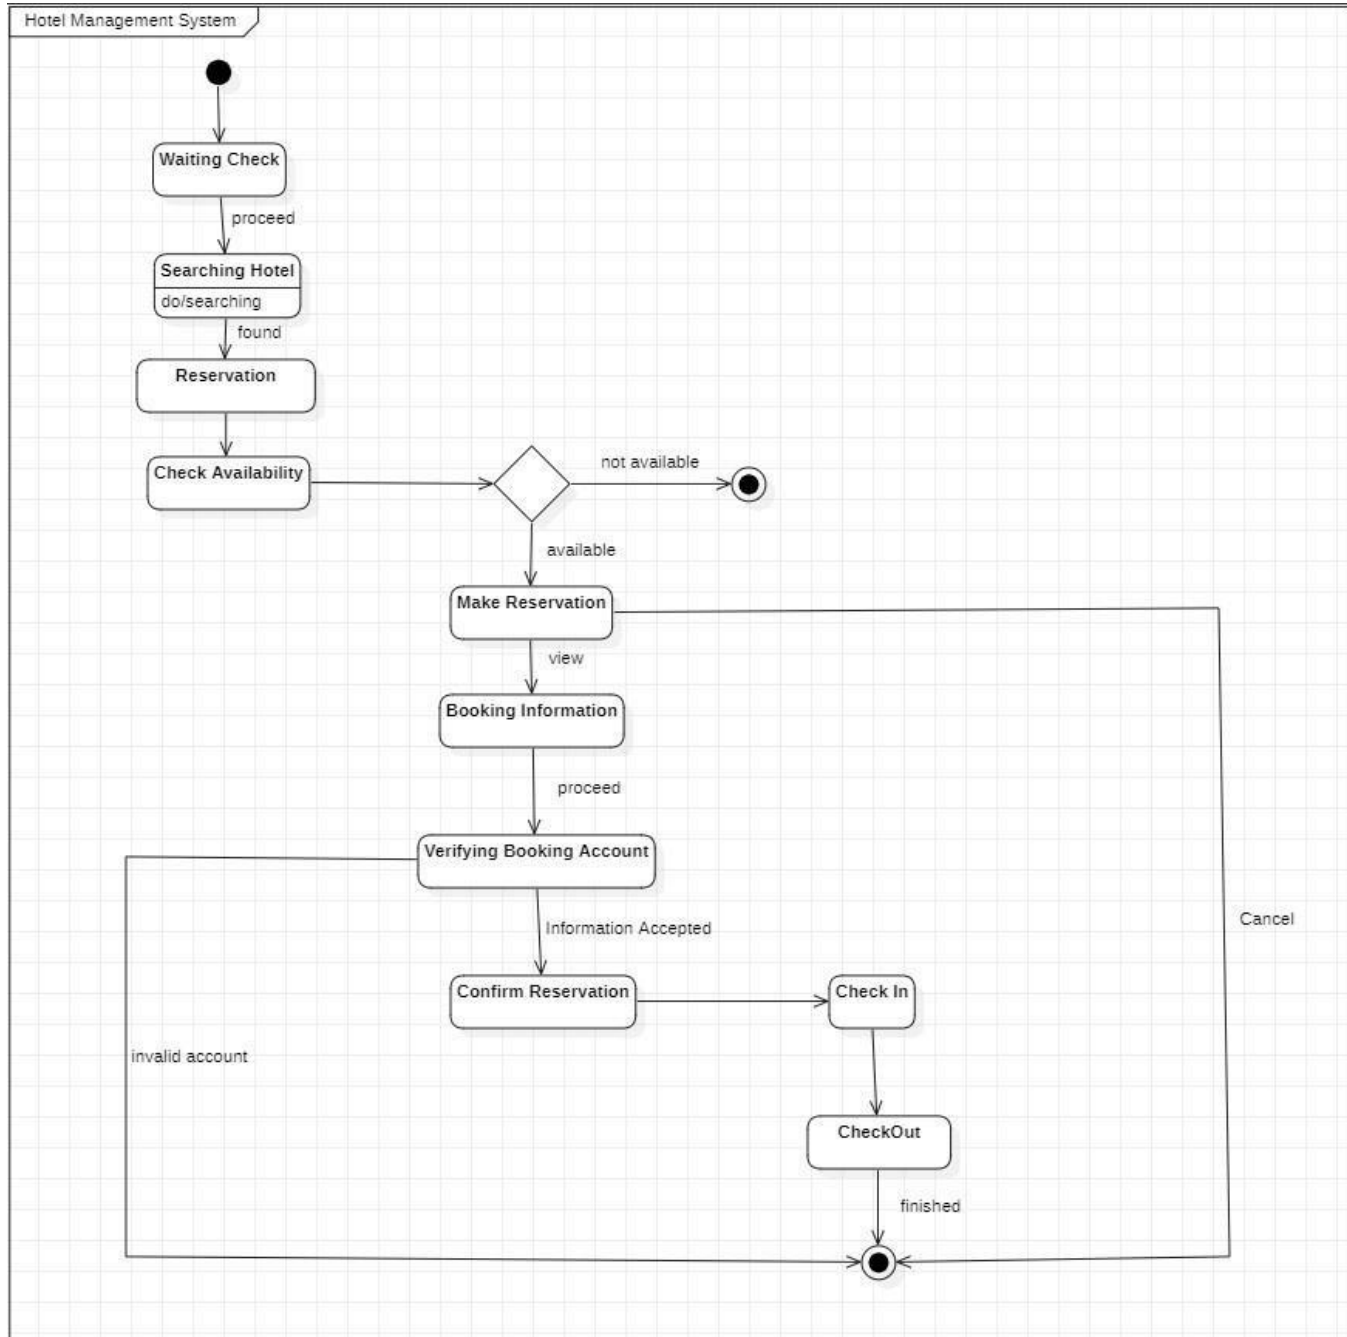 Hotel Management System
Waiting Check
proceed
Searching Hotel
do/searching
found
Reservation
Check Availability
not available
available
Make Reservation
view
Booking Information
proceed
Verifying Booking Account
Information Accepted
Cancel
Confirm Reservation
Check In
invalid account
CheckOut
finished